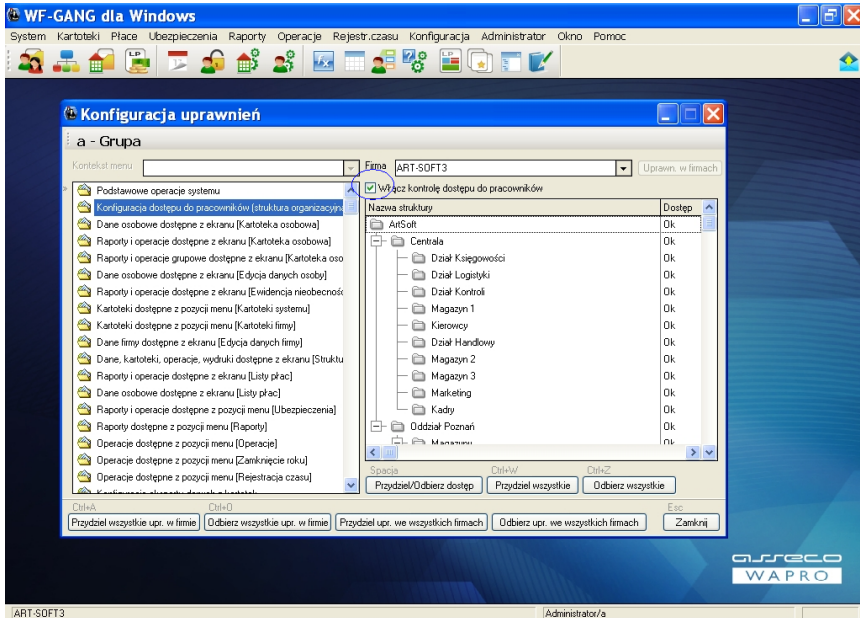 WF-GANG dla Windows
System Kartoteki Płace Ubezpieczenia Raporty Operacje Rejestr.czasu Konfiguracja Administrator Okno Pomoc
Konfiguracja uprawnień
a - Grupa
Kontekst menu Firma ART-SOFT3 Uprawn. w firmach
Włącz kontrolę dostępu do pracowników
Podstawowe operacje systemu
Konfiguracja dostępu do pracowników (struktura organizacyjna
Dane osobowe dostępne z ekranu [Kartoteka osobowa]
Raporty i operacje dostępne z ekranu [Kartoteka osobowa]
Raporty i operacje grupowe dostępne z ekranu [Kartoteka oso
Dane osobowe dostępne z ekranu [Edycja danych osoby]
Raporty i operacje dostępne z ekranu [Ewidencja nieobecnośc
Kartoteki dostępne z pozycji menu [Kartoteki systemu]
Kartoteki dostępne z pozycji menu [Kartoteki firmy]
Dane firmy dostępne z ekranu [Edycja danych firmy]
Dane, kartoteki, operacje, wydruki dostępne z ekranu [Struktu
Raporty i operacje dostępne z ekranu [Listy płac]
Dane osobowe dostępne z ekranu [Listy płac]
Raporty i operacje dostępne z pozycji menu [Ubezpieczenia]
Raporty dostępne z pozycji menu [Raporty]
Operacje dostępne z pozycji menu [Operacje]
Operacje dostępne z pozycji menu [Zamknięcie roku]
Operacje dostępne z pozycji menu [Rejestracja czasu]
Nazwa struktury Dostęp
ArtSoft Ok
Centrala Ok
Dział Księgowości Ok
Dział Logistyki Ok
Dział Kontroli Ok
Magazyn 1 Ok
Kierowcy Ok
Dział Handlowy Ok
Magazyn 2 Ok
Magazyn 3 Ok
Marketing Ok
Kadry Ok
Oddział Poznań Ok
Magazyny Ok
Spacja Ctrl+W Ctrl+Z
Przydziel/Odbierz dostęp Przydziel wszystkie Odbierz wszystkie
Ctrl+A Ctrl+O Esc
Przydziel wszystkie upr. w firmie Odbierz wszystkie upr. w firmie Przydziel upr. we wszystkich firmach Odbierz upr. we wszystkich firmach Zamknij
asseco
WAPRO
ART-SOFT3 Administrator/a